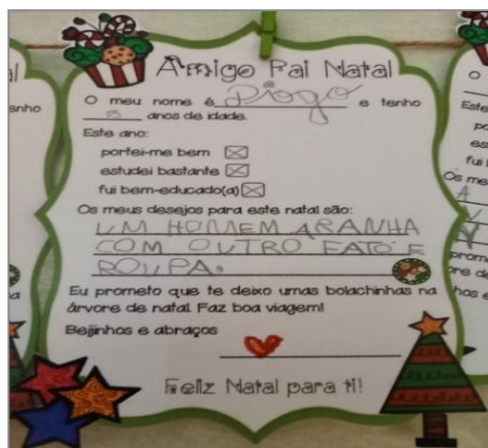 Amigo Pai Natal
O meu nome é Diogo e tenho
5 anos de idade.
Este ano:
portei-me bem
estudei bastante
fui bem-educado(a)
Os meus desejos para este natal são:
UM HOMEM ARANHA
COM OUTRO FATO E
ROUPA.
Eu prometo que te deixo umas bolachinhas na
árvore de natal. Faz boa viagem!
Beijinhos e abraços
Feliz Natal para ti!